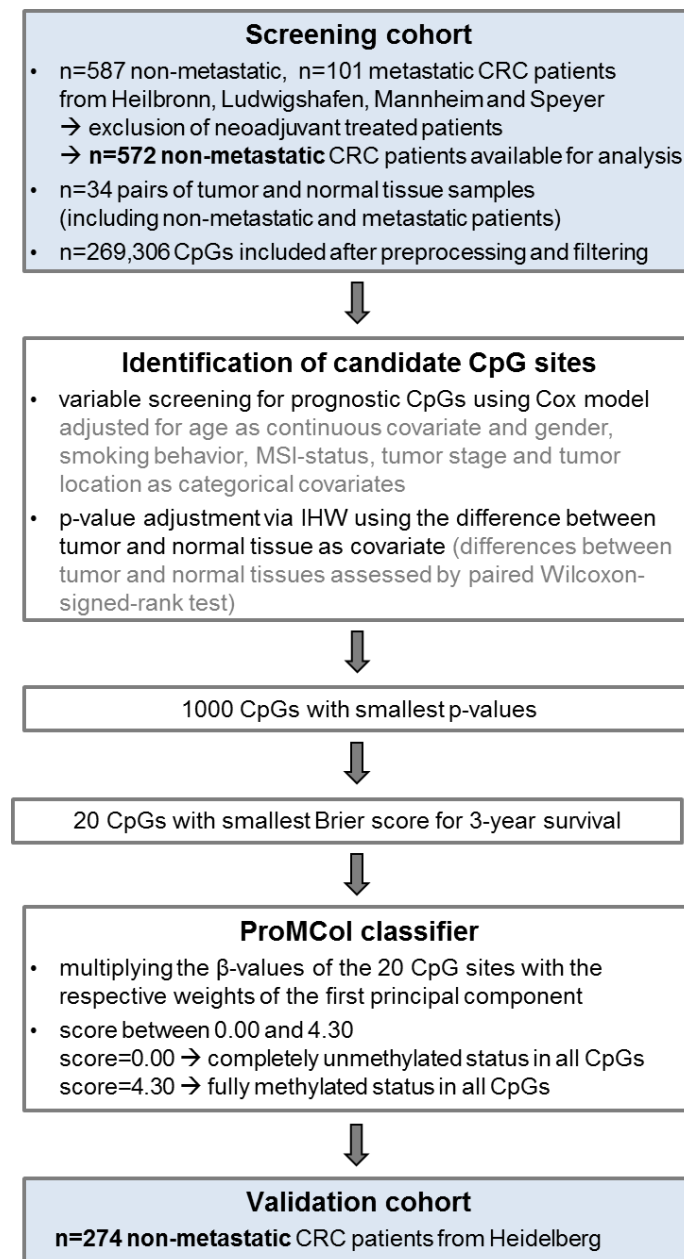 Screening cohort
• n=587 non-metastatic, n=101 metastatic CRC patients
from Heilbronn, Ludwigshafen, Mannheim and Speyer
→ exclusion of neoadjuvant treated patients
→ n=572 non-metastatic CRC patients available for analysis
• n=34 pairs of tumor and normal tissue samples
(including non-metastatic and metastatic patients)
• n=269,306 CpGs included after preprocessing and filtering
Identification of candidate CpG sites
• variable screening for prognostic CpGs using Cox model
adjusted for age as continuous covariate and gender,
smoking behavior, MSI-status, tumor stage and tumor
location as categorical covariates
• p-value adjustment via IHW using the difference between
tumor and normal tissue as covariate (differences between
tumor and normal tissues assessed by paired Wilcoxon-
signed-rank test)
1000 CpGs with smallest p-values
20 CpGs with smallest Brier score for 3-year survival
ProMCol classifier
• multiplying the β-values of the 20 CpG sites with the
respective weights of the first principal component
• score between 0.00 and 4.30
score=0.00 → completely unmethylated status in all CpGs
score=4.30 → fully methylated status in all CpGs
Validation cohort
n=274 non-metastatic CRC patients from Heidelberg